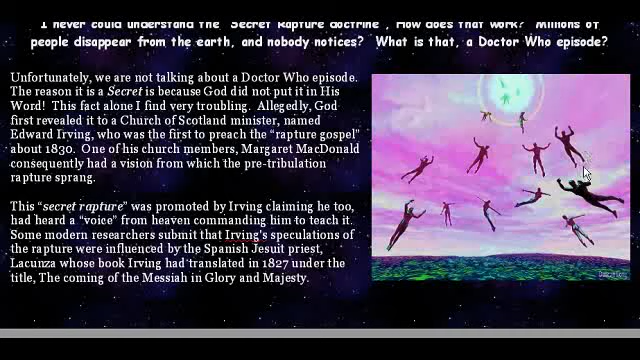 I never could understand the "Secret Rapture doctrine", How does that work? Millions of
people disappear from the earth, and nobody notices? What is that, a Doctor Who episode?
Unfortunately, we are not talking about a Doctor Who episode.
The reason it is a Secret is because God did not put it in His
Word! This fact alone I find very troubling. Allegedly, God
first revealed it to a Church of Scotland minister, named
Edward Irving, who was the first to preach the "rapture gospel"
about 1830. One of his church members, Margaret MacDonald
consequently had a vision from which the pre-tribulation
rapture sprang.
This "secret rapture" was promoted by Irving claiming he too,
had heard a "voice" from heaven commanding him to teach it.
Some modern researchers submit that Irving's speculations of
the rapture were influenced by the Spanish Jesuit priest,
Lacunza whose book Irving had translated in 1827 under the
title, The coming of the Messiah in Glory and Majesty.